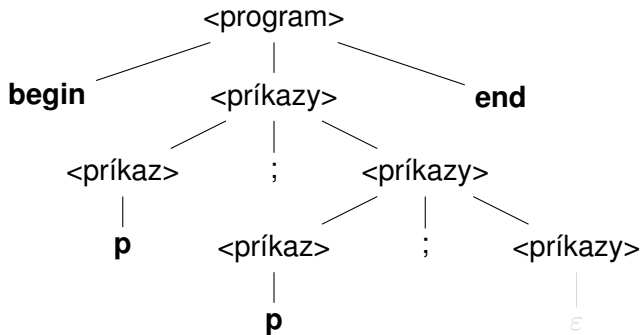 <program>
begin <príkazy> end
<príkaz> ; <príkazy>
p <príkaz> ; <príkazy>
p ε